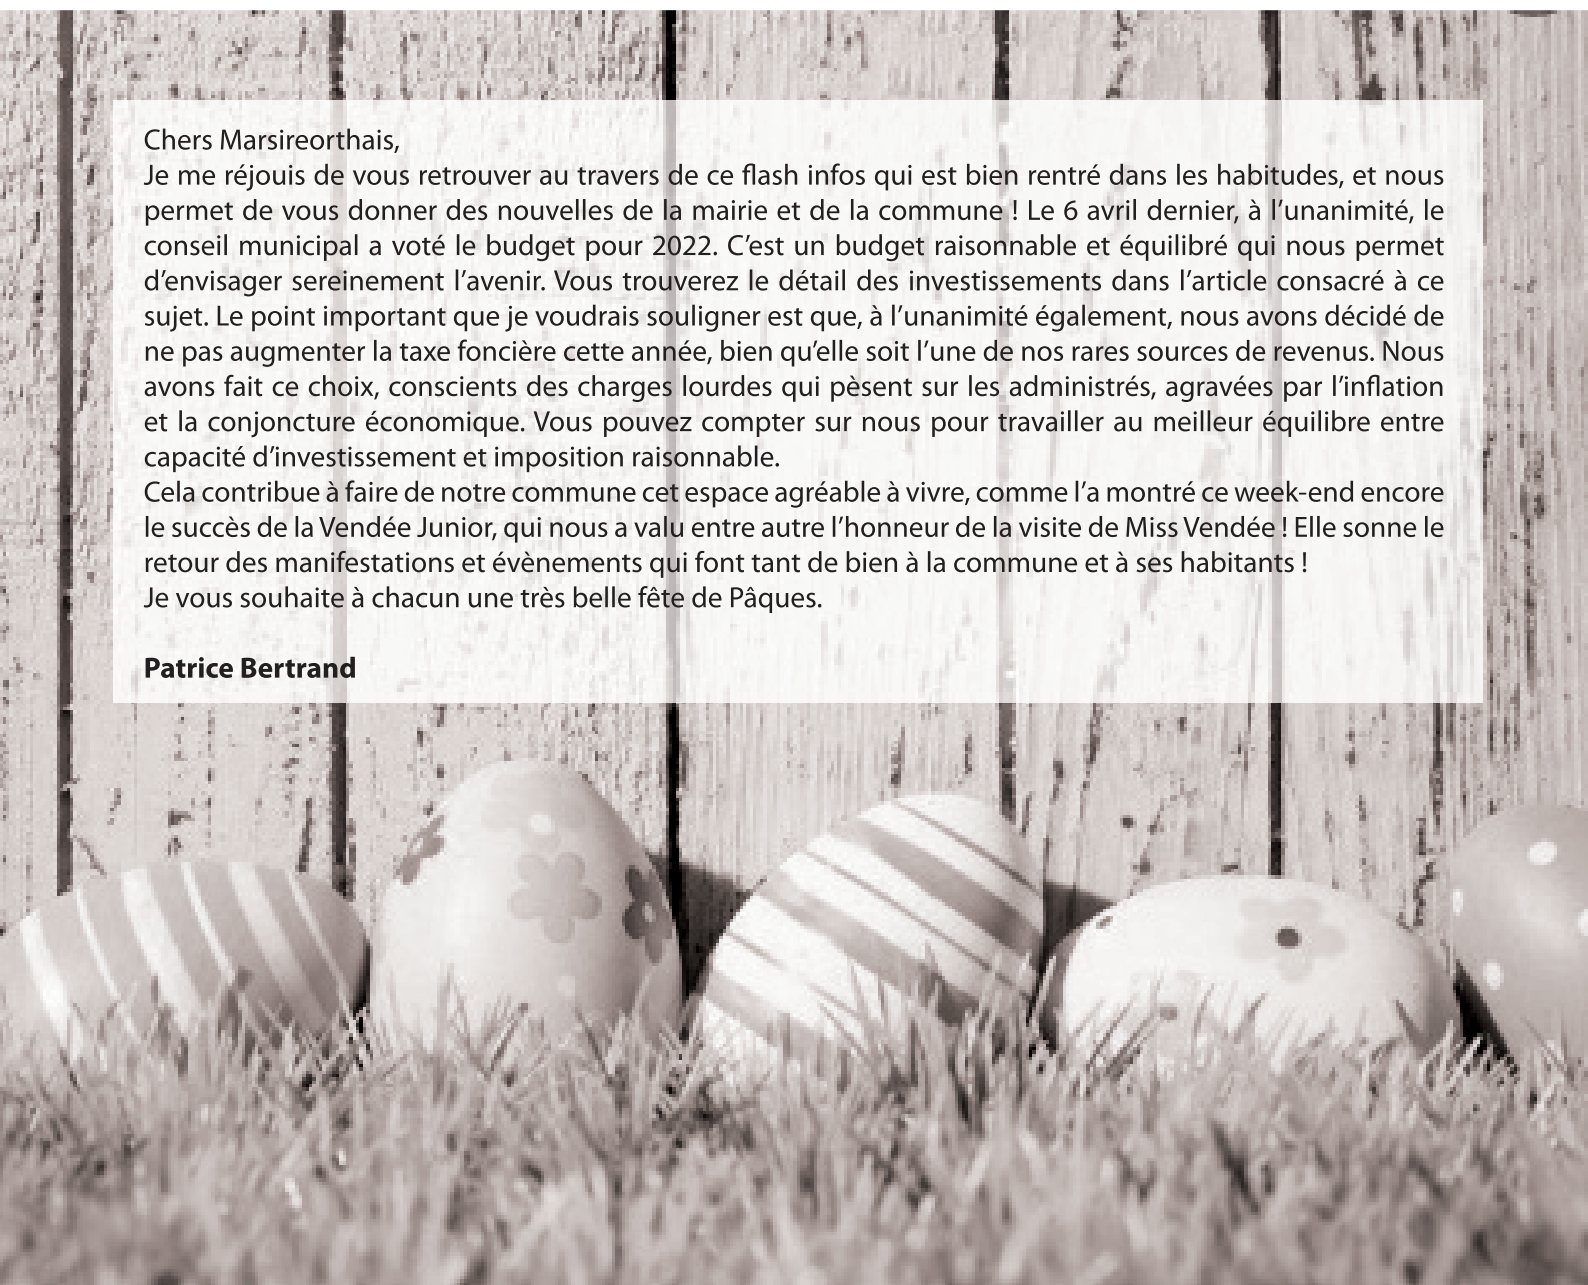 Chers Marsireorthais,
Je me réjouis de vous retrouver au travers de ce flash infos qui est bien rentré dans les habitudes, et nous
permet de vous donner des nouvelles de la mairie et de la commune ! Le 6 avril dernier, à l’unanimité, le
conseil municipal a voté le budget pour 2022. C’est un budget raisonnable et équilibré qui nous permet
d’envisager sereinement l’avenir. Vous trouverez le détail des investissements dans l’article consacré à ce
sujet. Le point important que je voudrais souligner est que, à l’unanimité également, nous avons décidé de
ne pas augmenter la taxe foncière cette année, bien qu’elle soit l’une de nos rares sources de revenus. Nous
avons fait ce choix, conscients des charges lourdes qui pèsent sur les administrés, agravées par l’inflation
et la conjoncture économique. Vous pouvez compter sur nous pour travailler au meilleur équilibre entre
capacité d’investissement et imposition raisonnable.
Cela contribue à faire de notre commune cet espace agréable à vivre, comme l’a montré ce week-end encore
le succès de la Vendée Junior, qui nous a valu entre autre l’honneur de la visite de Miss Vendée ! Elle sonne le
retour des manifestations et évènements qui font tant de bien à la commune et à ses habitants !
Je vous souhaite à chacun une très belle fête de Pâques.
Patrice Bertrand